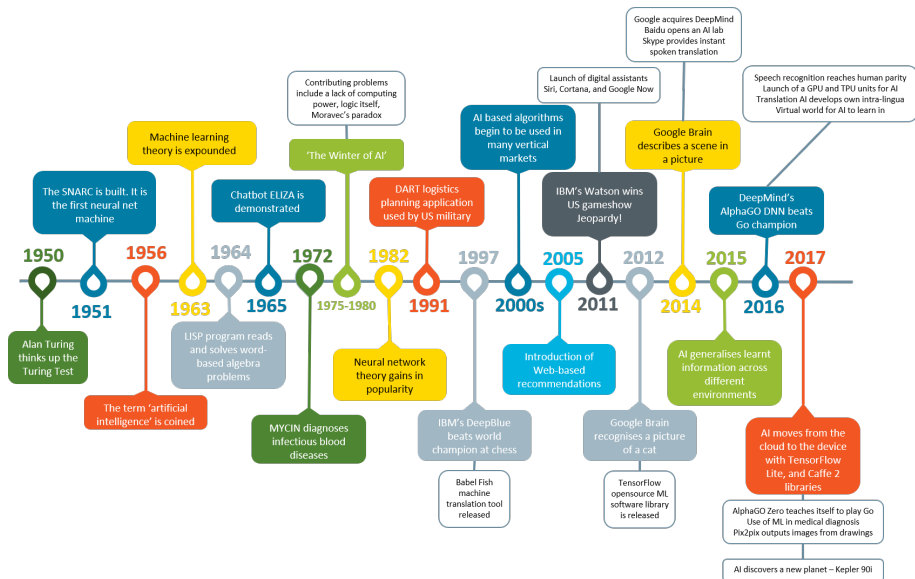 Google acquires DeepMind
Baidu opens an AI lab
Skype provides instant
spoken translation
Contributing problems
include a lack of computing
power, logic itself,
Moravec's paradox
Launch of digital assistants
Siri, Cortana, and Google Now
Speech recognition reaches human parity
Launch of a GPU and TPU units for AI
Translation AI develops own intra-lingua
Virtual world for AI to learn in
Machine learning
theory is expounded
'The Winter of AI'
AI based algorithms
begin to be used in
many vertical
markets
Google Brain
describes a scene in
a picture
The SNARC is built. It is
the first neural net
machine
Chatbot ELIZA is
demonstrated
DART logistics
planning application
used by US military
IBM's Watson wins
US gameshow
Jeopardy!
DeepMind's
AlphaGO DNN beats
Go champion
1950
1956
1964
1972
1982
1997
2005
2012
2015
2017
1951
1963
1965
1975-1980
1991
2000s
2011
2014
2016
Alan Turing
thinks up the
Turing Test
LISP program reads
and solves word-
based algebra
problems
Neural network
theory gains in
popularity
Introduction of
Web-based
recommendations
AI generalises learnt
information across
different
environments
The term 'artificial
intelligence' is coined
MYCIN diagnoses
infectious blood
diseases
IBM's DeepBlue
beats world
champion at chess
Google Brain
recognises a picture
of a cat
AI moves from the
cloud to the device
with TensorFlow
Lite, and Caffe 2
libraries
Babel Fish
machine
translation tool
released
TensorFlow
opensource ML
software library
is released
AlphaGO Zero teaches itself to play Go
Use of ML in medical diagnosis
Pix2pix outputs images from drawings
AI discovers a new planet – Kepler 90i